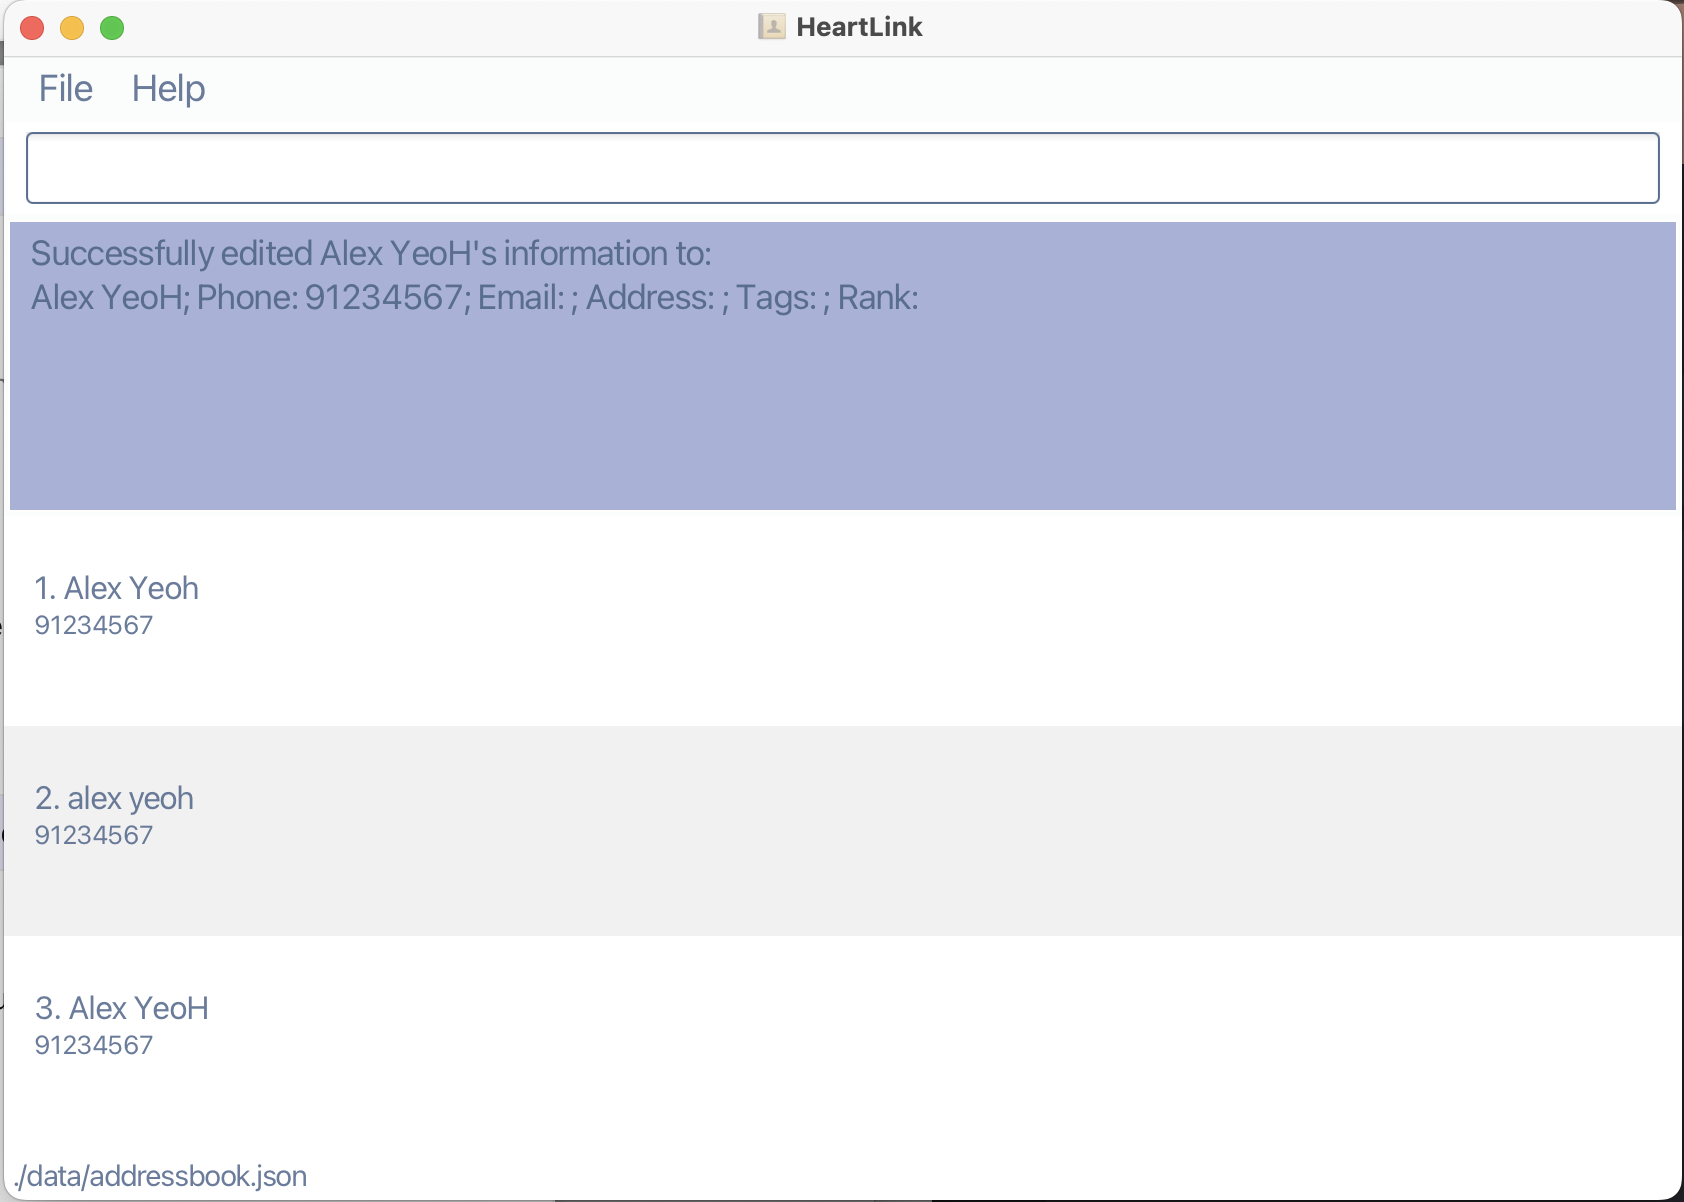 HeartLink
File Help
Successfully edited Alex YeoH's information to:
Alex YeoH; Phone: 91234567; Email: ; Address: ; Tags: ; Rank:
1. Alex Yeoh
91234567
2. alex yeoh
91234567
3. Alex YeoH
91234567
./data/addressbook.json